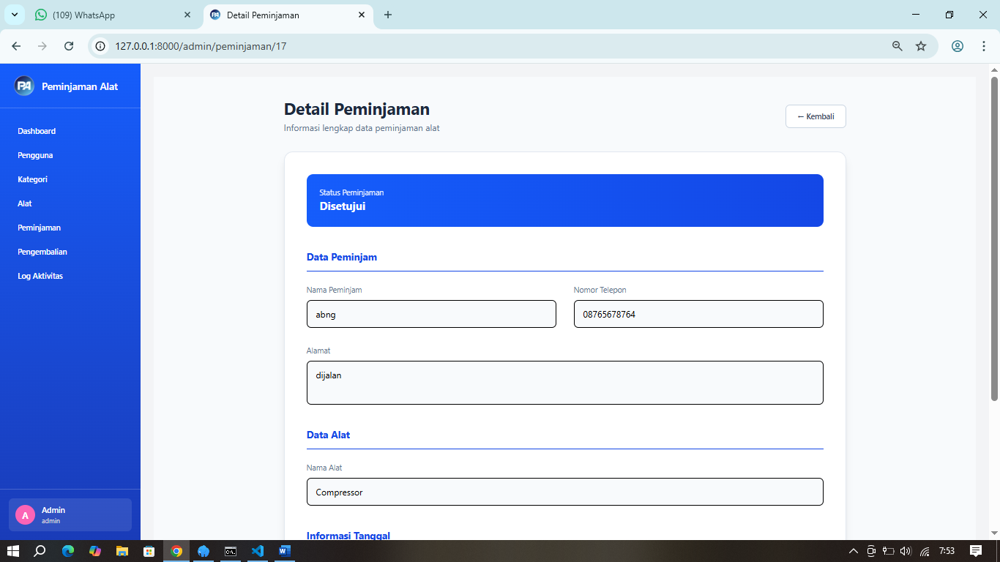 (109) WhatsApp
Detail Peminjaman
127.0.0.1:8000/admin/peminjaman/17
PA
Peminjaman Alat
Dashboard
Pengguna
Kategori
Alat
Peminjaman
Pengembalian
Log Aktivitas
A
Admin
admin
Detail Peminjaman
Informasi lengkap data peminjaman alat
← Kembali
Status Peminjaman
Disetujui
Data Peminjam
Nama Peminjam
Nomor Telepon
abng
08765678764
Alamat
dijalan
Data Alat
Nama Alat
Compressor
Informasi Tanggal
7:53